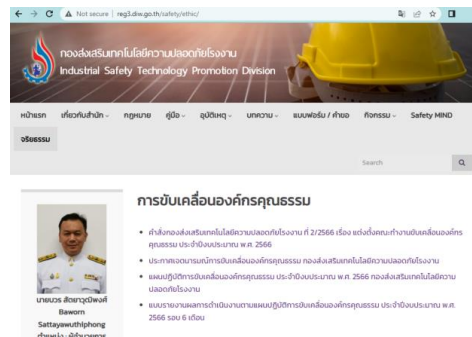 Not secure | reg3.diw.go.th/safety/ethic/
กองส่งเสริมเทคโนโลยีความปลอดภัยโรงงาน
Industrial Safety Technology Promotion Division
หน้าแรก เกี่ยวกับสำนัก กฎหมาย คู่มือ อุบัติเหตุ บทความ แบบฟอร์ม / คำขอ กิจกรรม Safety MIND
จริยธรรม
Search
การขับเคลื่อนองค์กรคุณธรรม
คำสั่งกองส่งเสริมเทคโนโลยีความปลอดภัยโรงงาน ที่ 2/2566 เรื่อง แต่งตั้งคณะทำงานขับเคลื่อนองค์กร
คุณธรรม ประจำปีงบประมาณ พ.ศ. 2566
ประกาศเจตนารมณ์การขับเคลื่อนองค์กรคุณธรรม กองส่งเสริมเทคโนโลยีความปลอดภัยโรงงาน
แผนปฏิบัติการขับเคลื่อนองค์กรคุณธรรม ประจำปีงบประมาณ พ.ศ. 2566 กองส่งเสริมเทคโนโลยีความ
ปลอดภัยโรงงาน
แบบรายงานผลการดำเนินงานตามแผนปฏิบัติการขับเคลื่อนองค์กรคุณธรรม ประจำปีงบประมาณ พ.ศ.
2566 รอบ 6 เดือน
นายบวร สัตยาวุฒิพงศ์
Baworn
Sattayawuthiphong
ตำแหน่ง : ผู้อำนวยการ